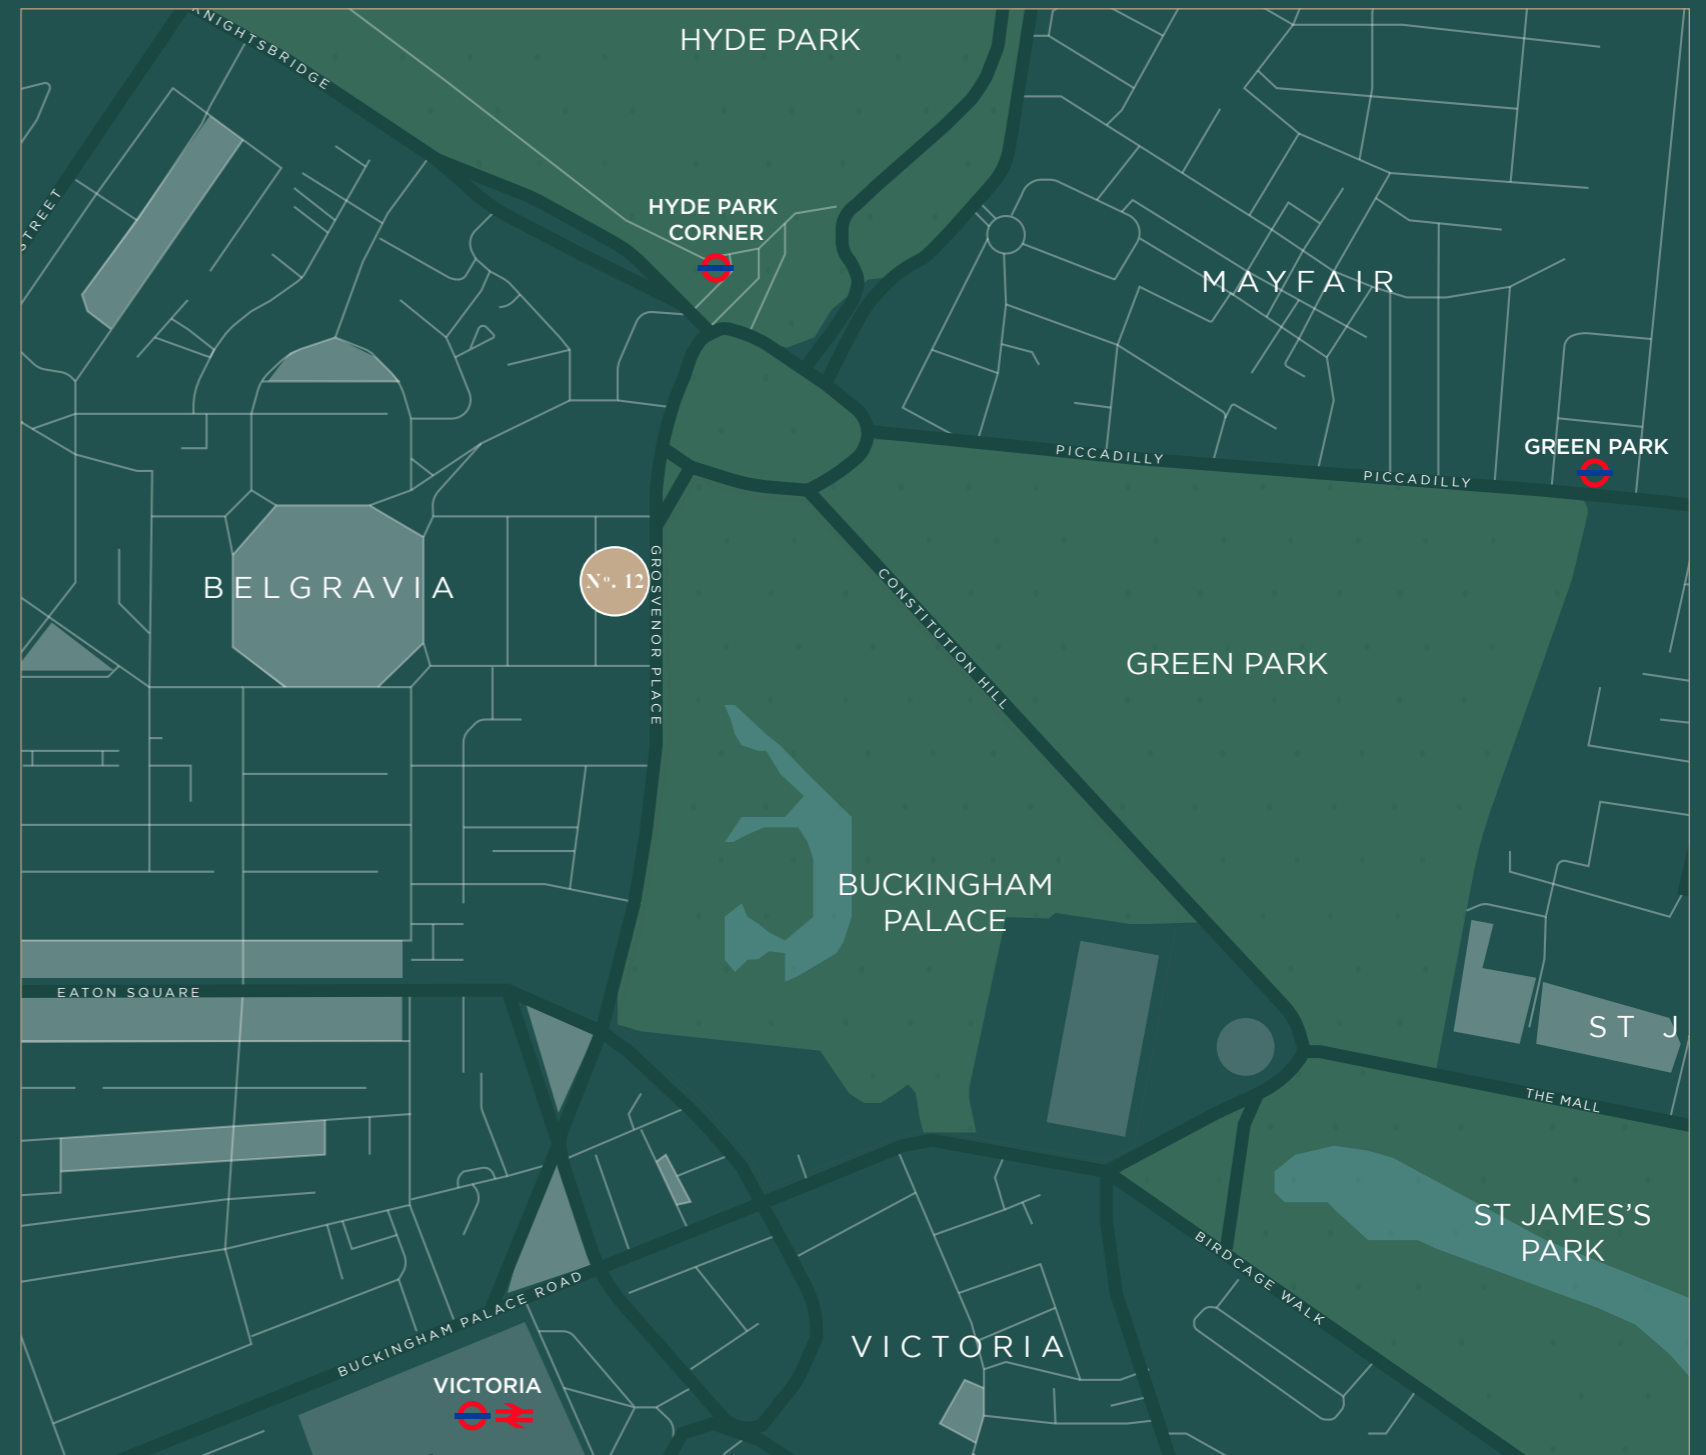 KNIGHTSBRIDGE
HYDE PARK
STREET
HYDE PARK
CORNER
MAYFAIR
PICCADILLY
PICCADILLY
GREEN PARK
BELGRAVIA
Nº. 12
GROSVENOR PLACE
CONSTITUTION HILL
GREEN PARK
BUCKINGHAM
PALACE
EATON SQUARE
ST J
THE MALL
ST JAMES’S
PARK
BIRDCAGE WALK
BUCKINGHAM PALACE ROAD
VICTORIA
VICTORIA